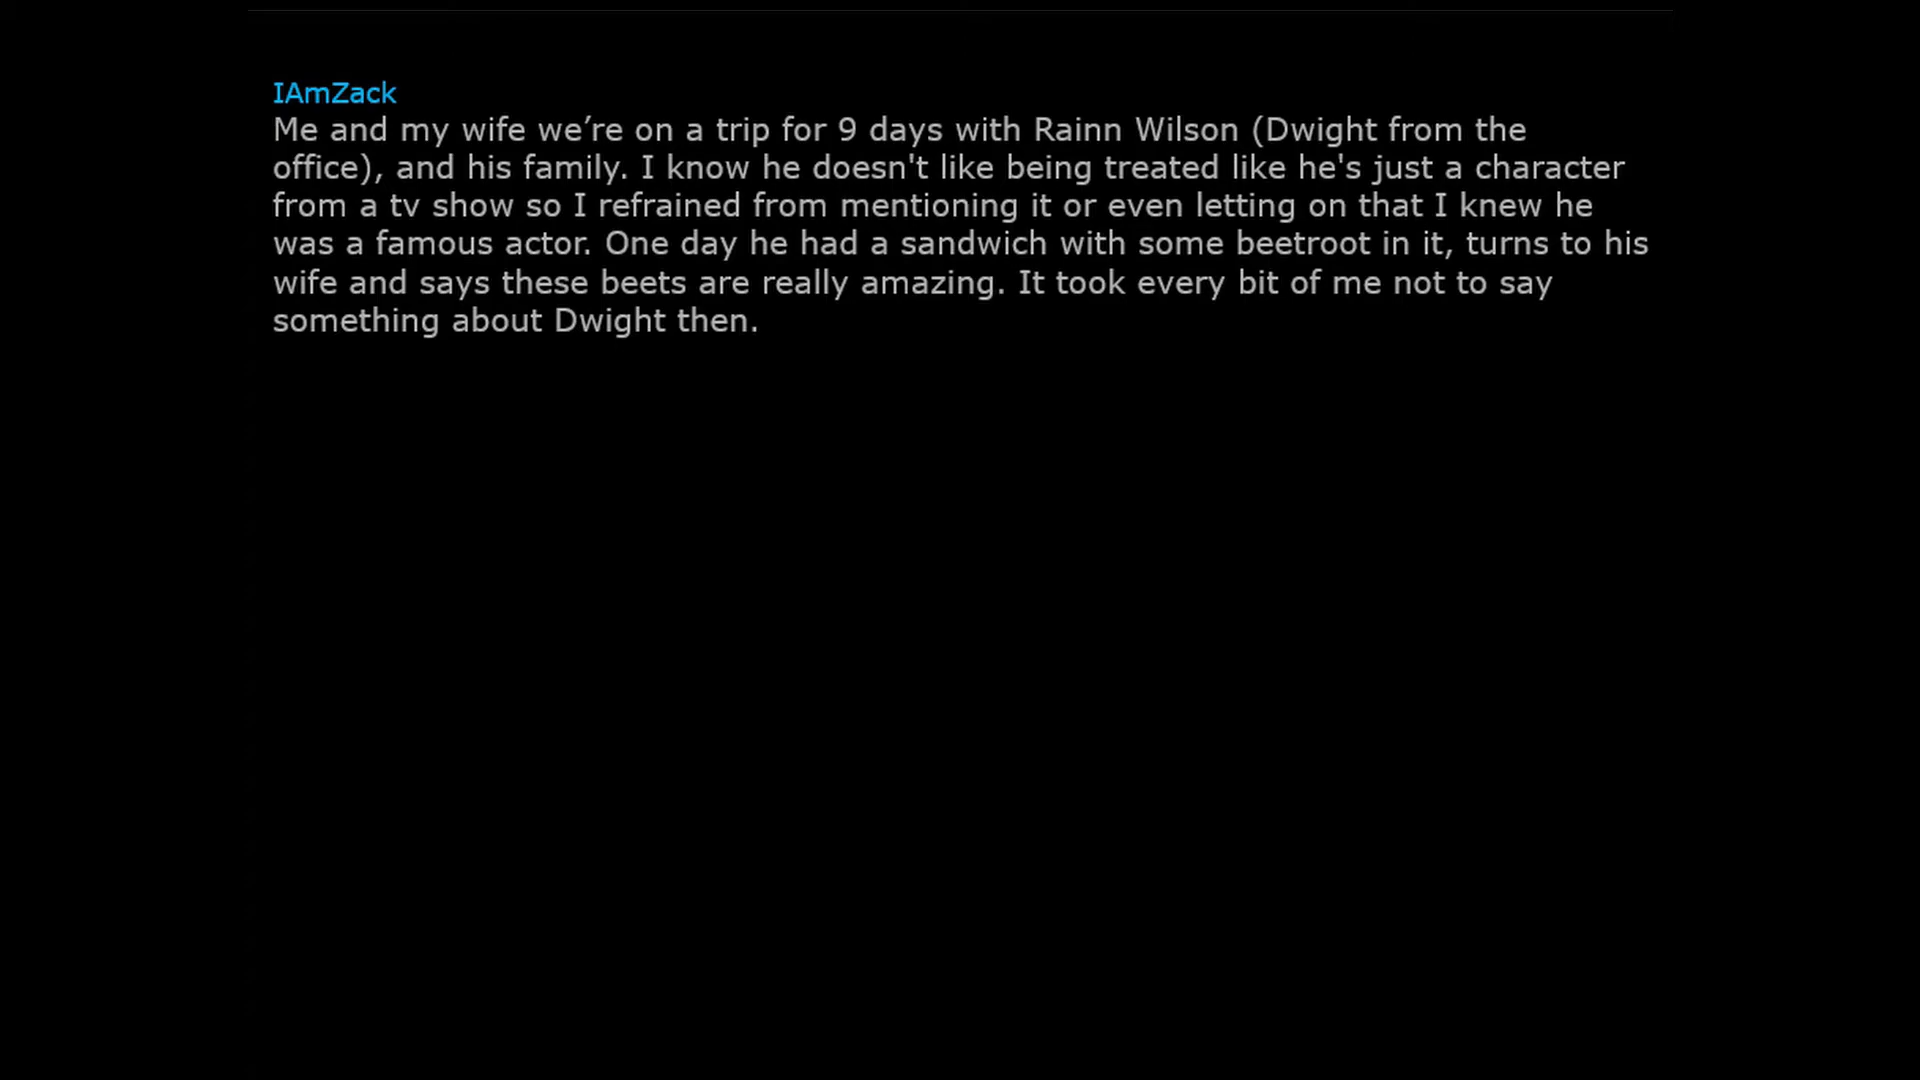 IAmZack
Me and my wife we’re on a trip for 9 days with Rainn Wilson (Dwight from the
office), and his family. I know he doesn't like being treated like he's just a character
from a tv show so I refrained from mentioning it or even letting on that I knew he
was a famous actor. One day he had a sandwich with some beetroot in it, turns to his
wife and says these beets are really amazing. It took every bit of me not to say
something about Dwight then.